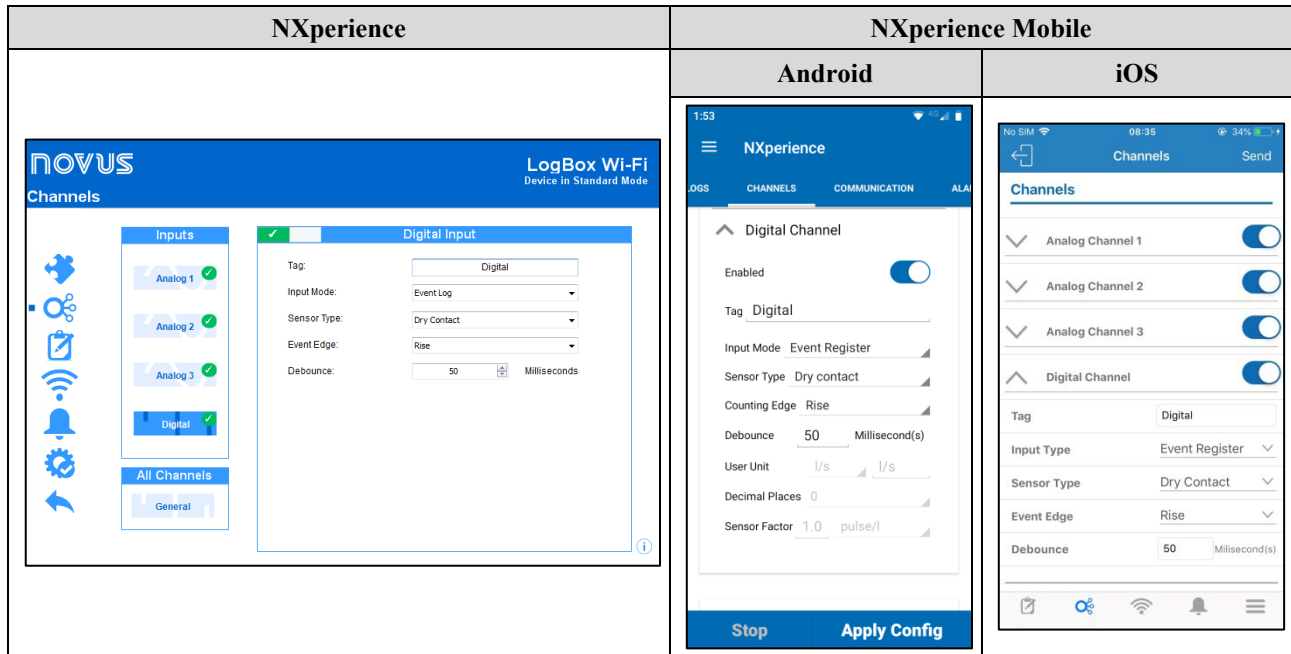 NXperience
NXperience Mobile
Android
iOS
novus
LogBox Wi-Fi
Device in Standard Mode
Channels
Inputs
Analog 1
Analog 2
Analog 3
Digital
All Channels
General
Digital Input
Tag: Digital
Input Mode: Event Log
Sensor Type: Dry Contact
Event Edge: Rise
Debounce: 50 Milliseconds
1:53 4G
NXperience
.OGS CHANNELS COMMUNICATION ALA
Digital Channel
Enabled
Tag Digital
Input Mode Event Register
Sensor Type Dry contact
Counting Edge Rise
Debounce 50 Millisecond(s)
User Unit l/s l/s
Decimal Places 0
Sensor Factor 1.0 pulse/l
Stop Apply Config
No SIM 08:35 34%
Channels Send
Channels
Analog Channel 1
Analog Channel 2
Analog Channel 3
Digital Channel
Tag Digital
Input Type Event Register
Sensor Type Dry Contact
Event Edge Rise
Debounce 50 Milisecond(s)